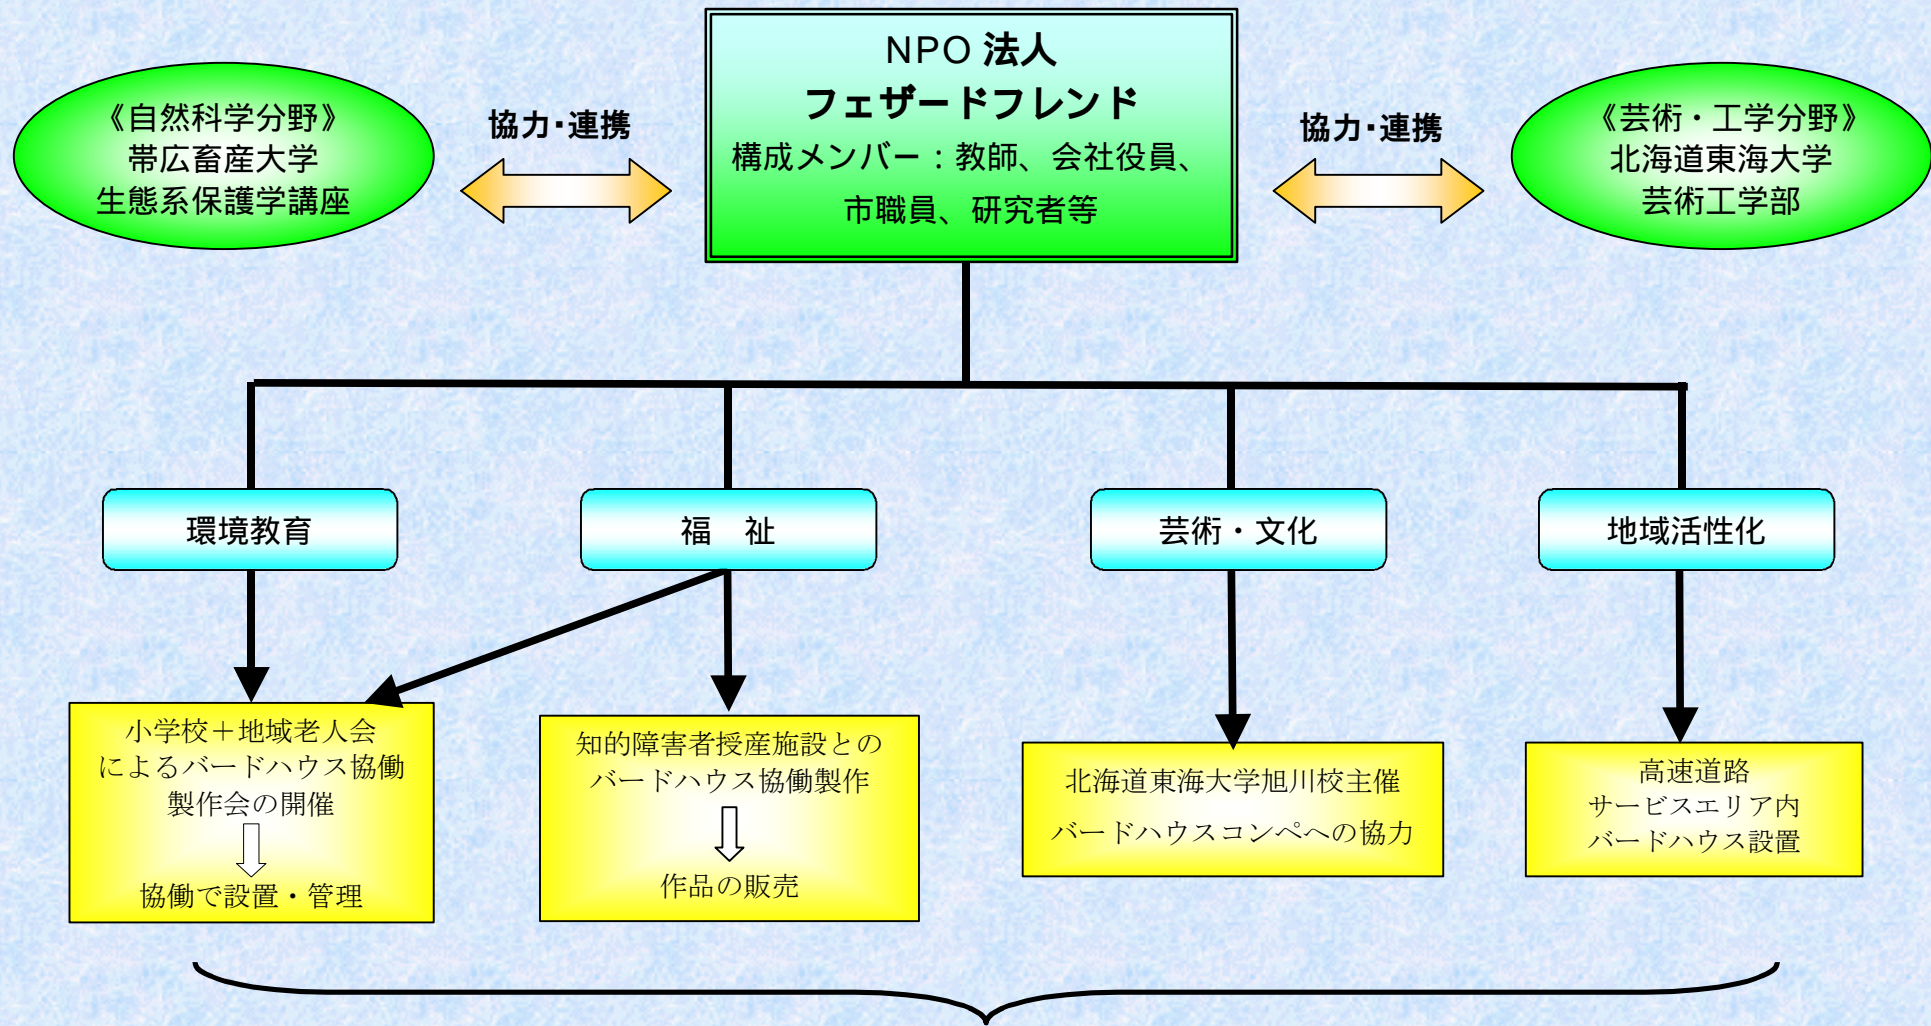 NPO 法人
フェザードフレンド
構成メンバー：教師、会社役員、
市職員、研究者等
《自然科学分野》
帯広畜産大学
生態系保護学講座
協力・連携
協力・連携
《芸術・工学分野》
北海道東海大学
芸術工学部
環境教育
福　祉
芸術・文化
地域活性化
小学校＋地域老人会
によるバードハウス協働
製作会の開催
協働で設置・管理
知的障害者授産施設との
バードハウス協働製作
作品の販売
北海道東海大学旭川校主催
バードハウスコンペへの協力
高速道路
サービスエリア内
バードハウス設置